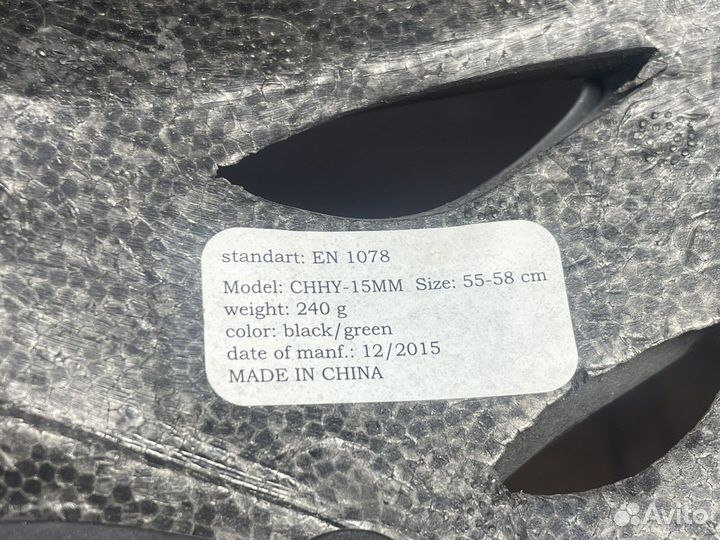 standart: EN 1078
Model: CHHY-15MM Size: 55-58 cm
weight: 240 g
color: black/green
date of manf.: 12/2015
MADE IN CHINA
Avito